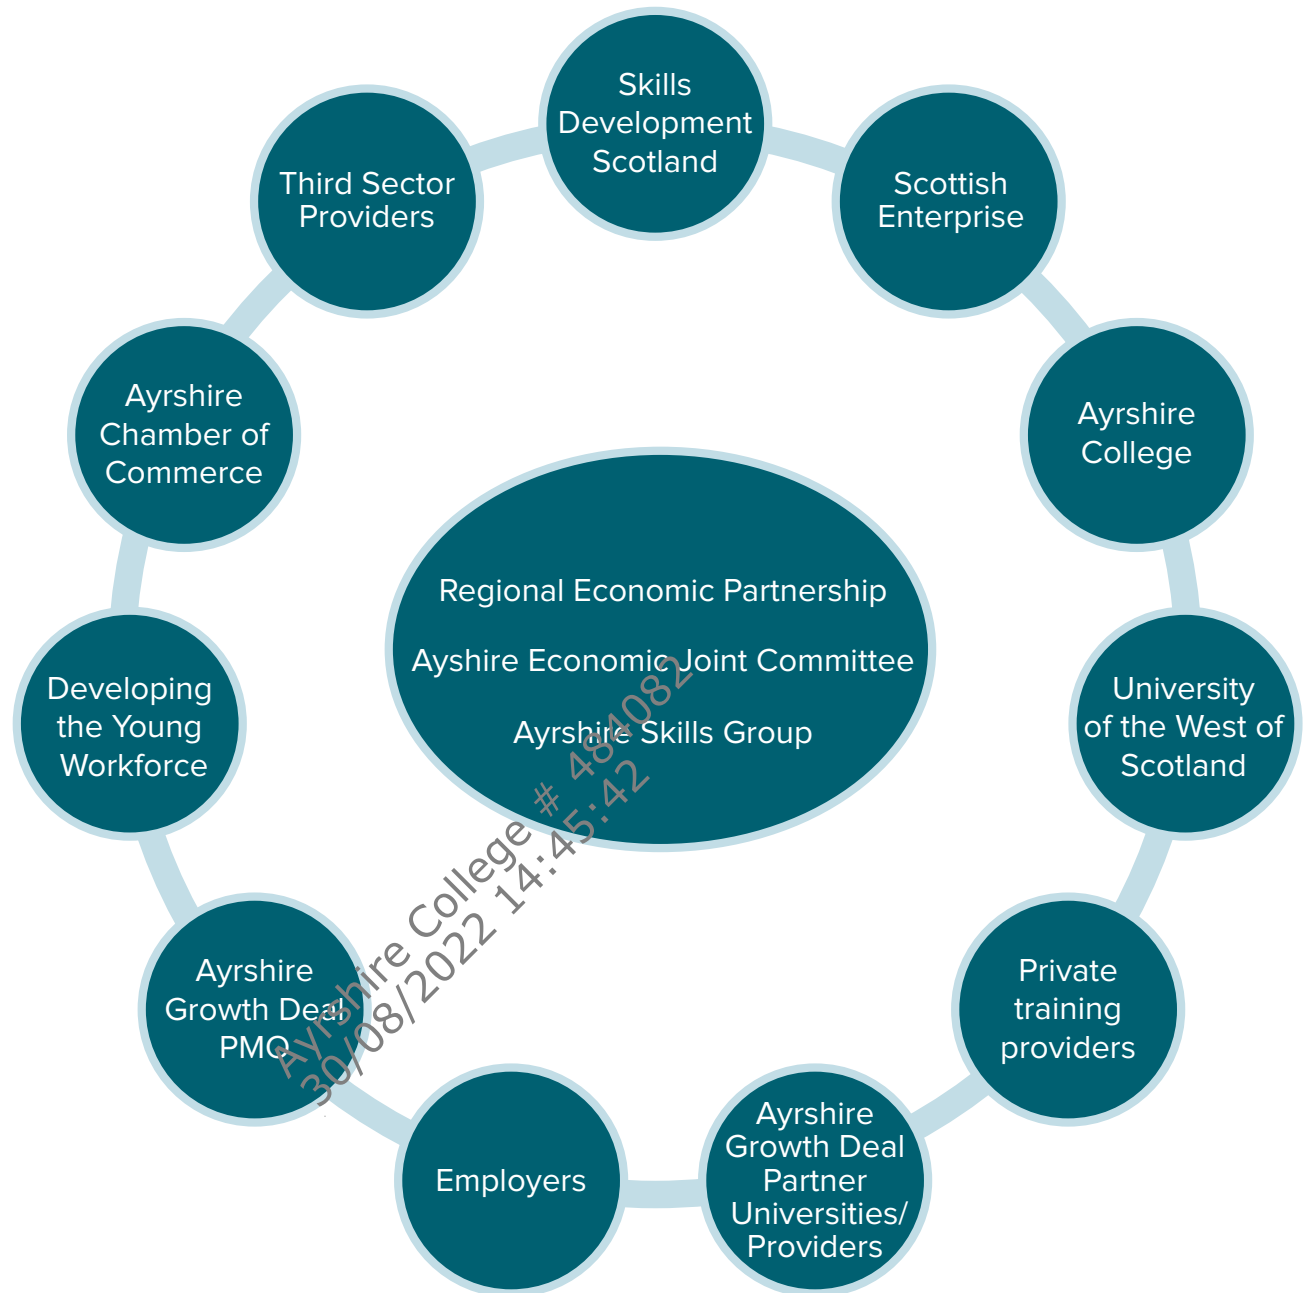 Skills
Development
Scotland
Scottish
Enterprise
Ayrshire
College
University
of the West of
Scotland
Private
training
providers
Ayrshire
Growth Deal
Partner
Universities/
Providers
Employers
Ayrshire
Growth Deal
PMO
Developing
the Young
Workforce
Ayrshire
Chamber of
Commerce
Third Sector
Providers
Regional Economic Partnership
Ayshire Economic Joint Committee
Ayrshire Skills Group
Ayrshire College # 484082
30/08/2022 14:45:42